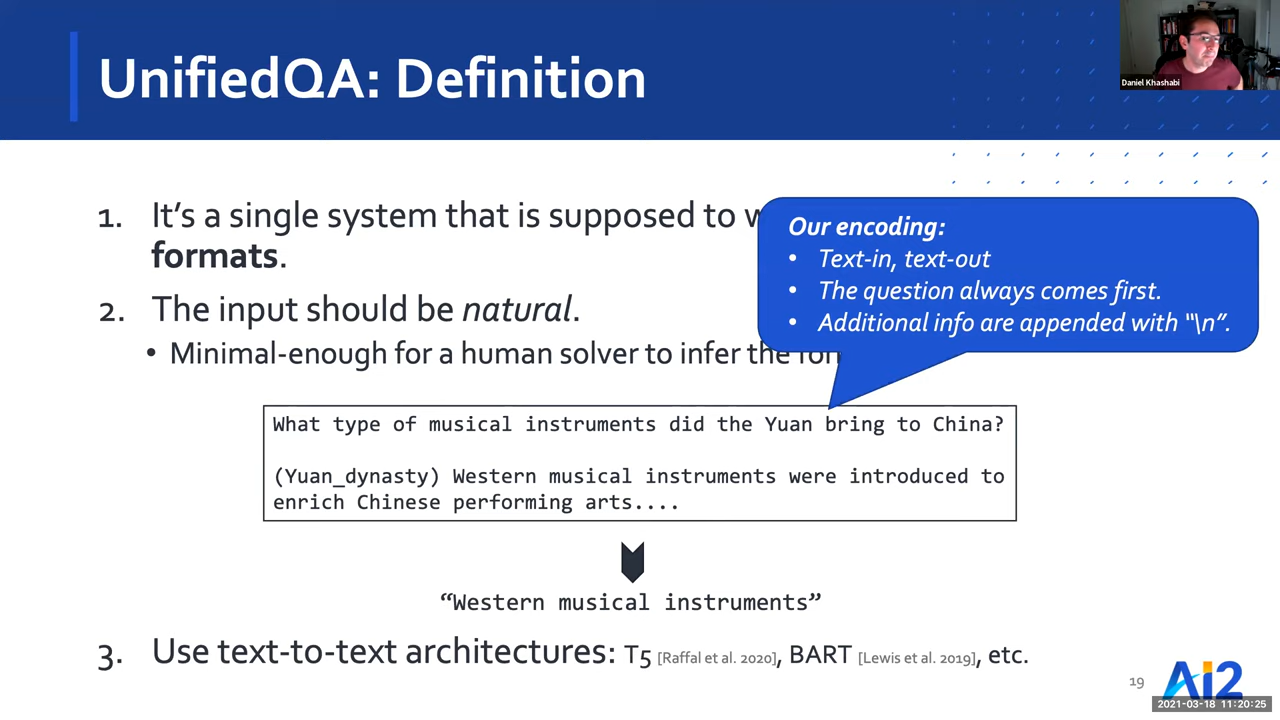 UnifiedQA: Definition
Daniel Khashabi
1. It's a single system that is supposed to w
formats.
2. The input should be natural.
• Minimal-enough for a human solver to infer the
Our encoding:
• Text-in, text-out
• The question always comes first.
• Additional info are appended with "\n".
What type of musical instruments did the Yuan bring to China?
(Yuan_dynasty) Western musical instruments were introduced to
enrich Chinese performing arts....
“Western musical instruments”
3. Use text-to-text architectures: T5 [Raffal et al. 2020], BART [Lewis et al. 2019], etc.
19
AI2
2021-03-18 11:20:25